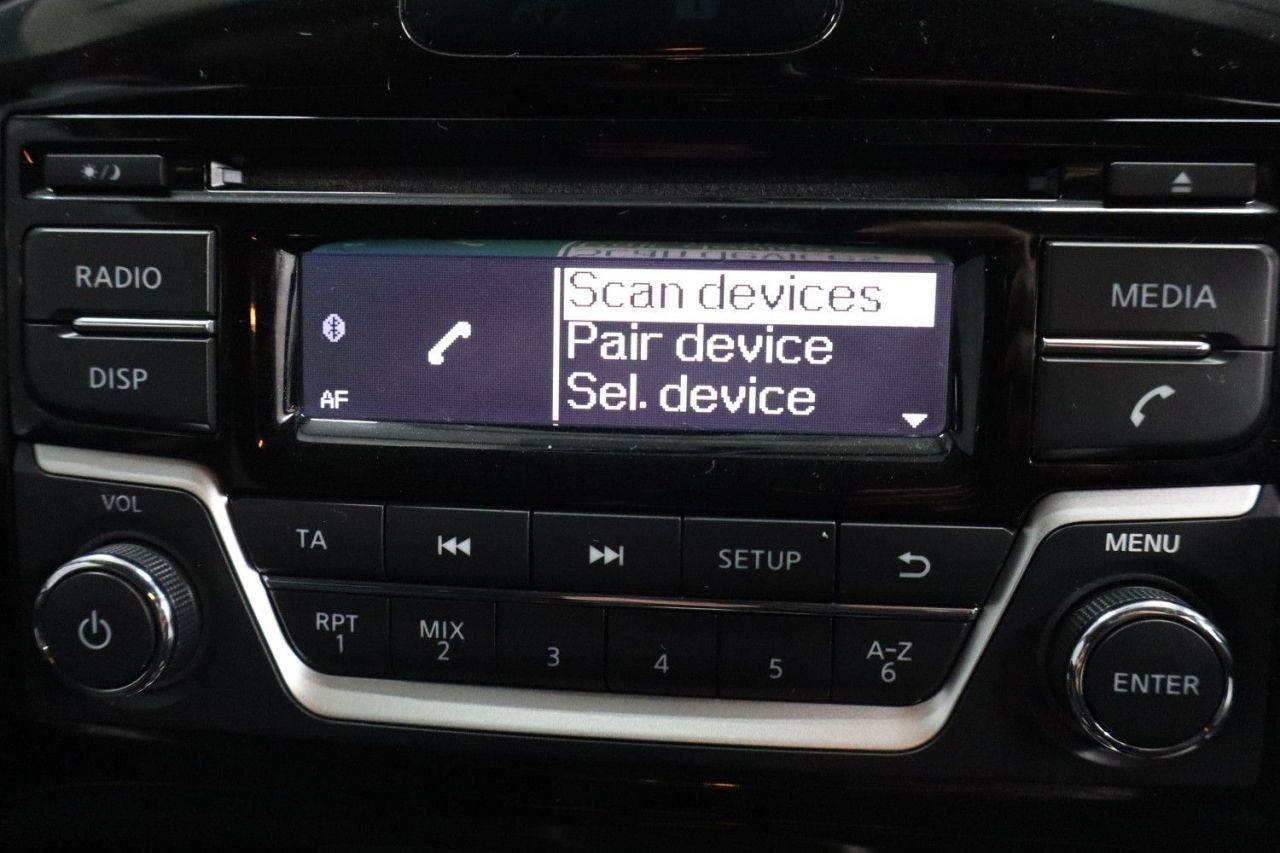 RADIO
DISP
AF
Scan devices
Pair device
Sel. device
MEDIA
VOL
TA
SETUP
MENU
RPT
1
MIX
2
3
4
5
A-Z
6
ENTER